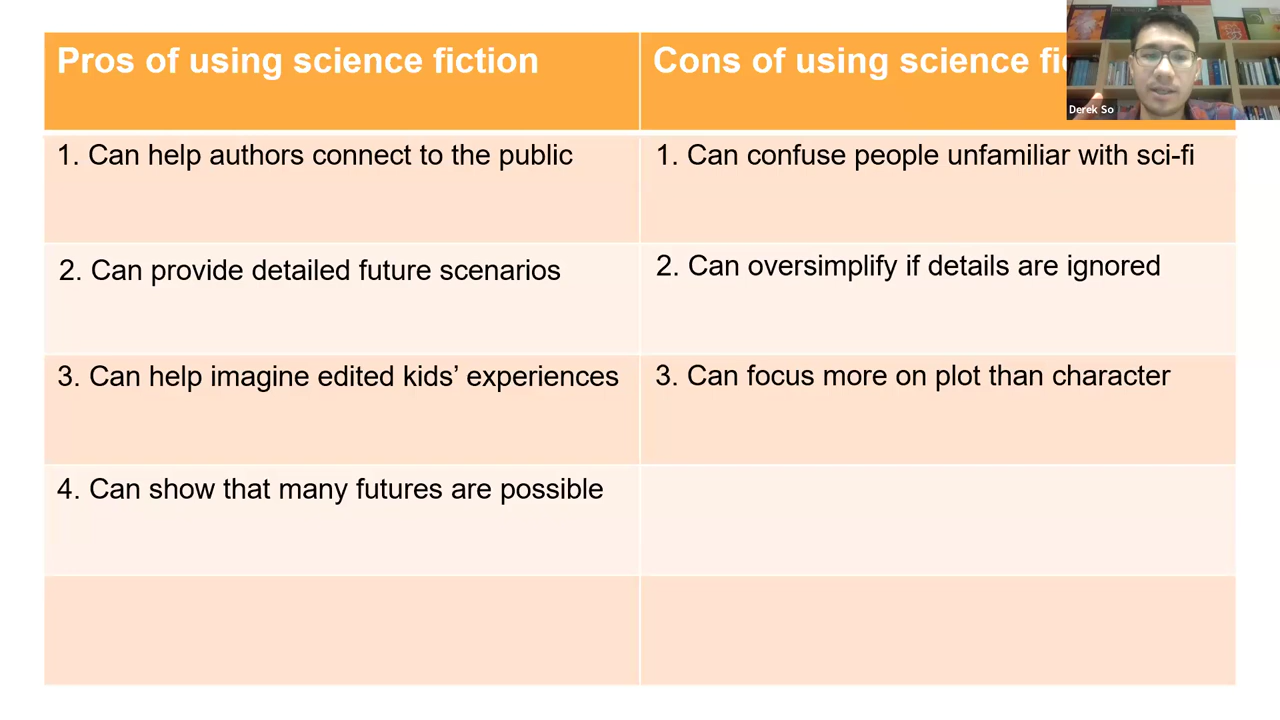 Pros of using science fiction
Cons of using science
Derek So
1. Can help authors connect to the public
1. Can confuse people unfamiliar with sci-fi
2. Can provide detailed future scenarios
2. Can oversimplify if details are ignored
3. Can help imagine edited kids’ experiences
3. Can focus more on plot than character
4. Can show that many futures are possible